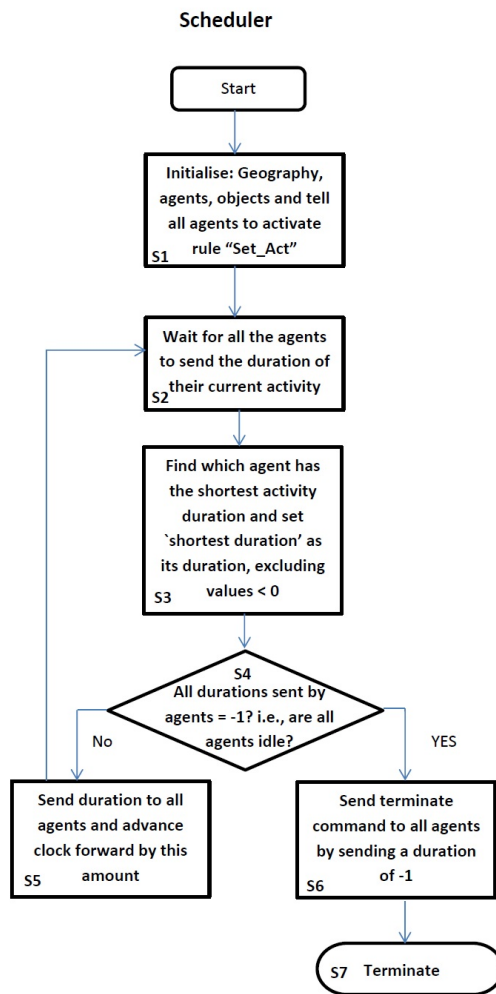 Scheduler
Start
Initialise: Geography,
agents, objects and tell
all agents to activate
rule “Set_Act”
S1
Wait for all the agents
to send the duration of
their current activity
S2
Find which agent has
the shortest activity
duration and set
`shortest duration’ as
its duration, excluding
values < 0
S3
S4
All durations sent by
agents = -1? i.e., are all
agents idle?
No
YES
Send duration to all
agents and advance
clock forward by this
amount
S5
Send terminate
command to all agents
by sending a duration
of -1
S6
S7 Terminate